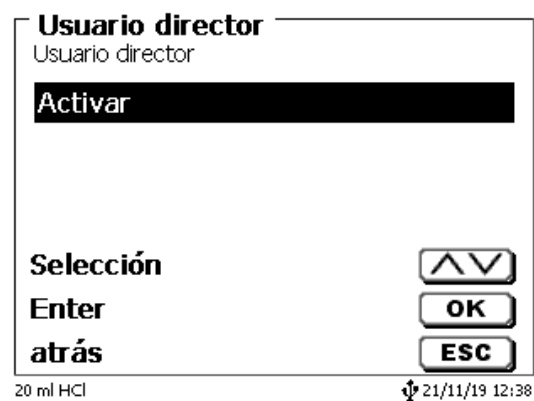 Usuario director
Usuario director
Activar
Selección
Enter OK
atrás ESC
20 ml HCl 21/11/19 12:38